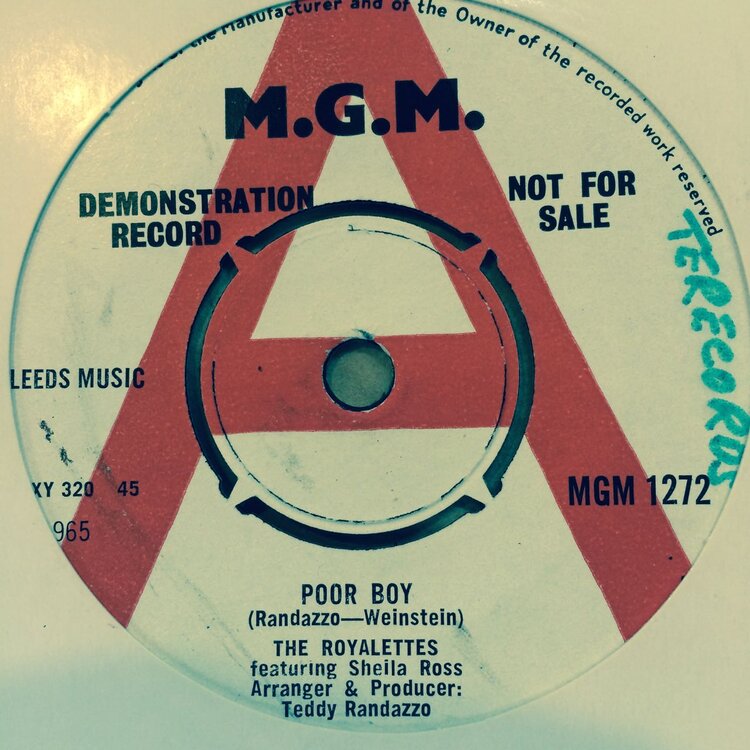 the Manufacturer and of the Owner of the recorded work reserved
M.G.M.
DEMONSTRATION
RECORD
NOT FOR
SALE
TERECORDS
LEEDS MUSIC
XY 320 45
965
MGM 1272
POOR BOY
(Randazzo—Weinstein)
THE ROYALETTES
featuring Sheila Ross
Arranger & Producer:
Teddy Randazzo